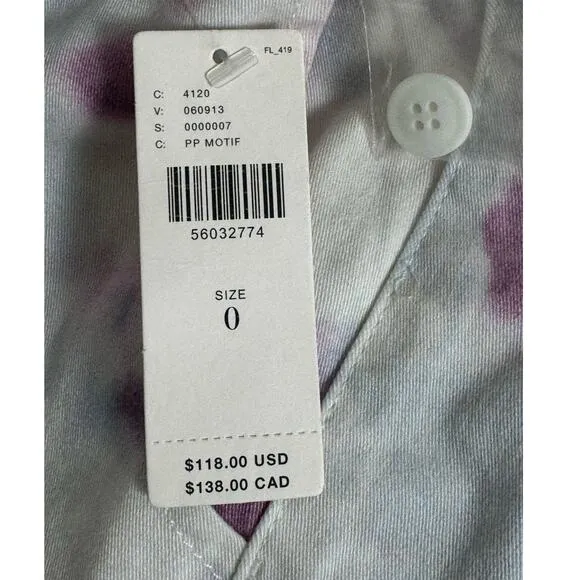 FL_419
C: 4120
V: 060913
S: 0000007
C: PP MOTIF
56032774
SIZE
0
$118.00 USD
$138.00 CAD